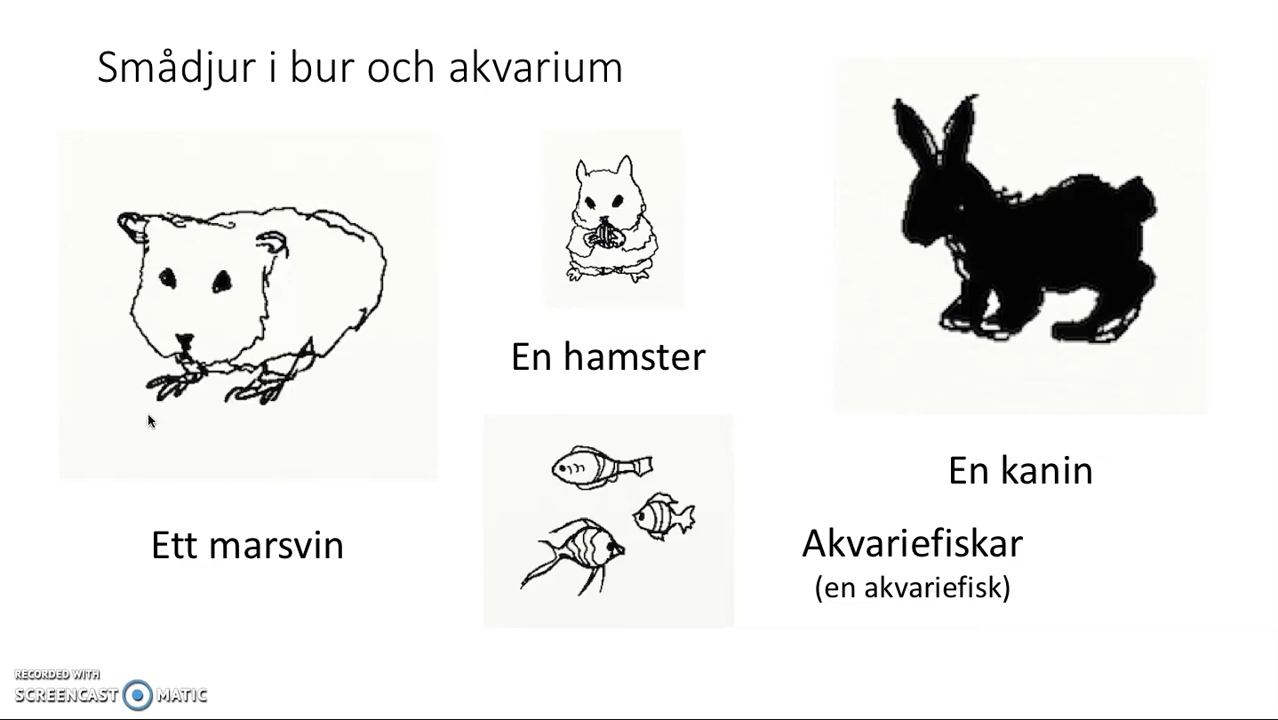 Smådjur i bur och akvarium
En hamster
En kanin
Ett marsvin
Akvariefiskar
(en akvariefisk)
RECORDED WITH
SCREENCAST MATIC